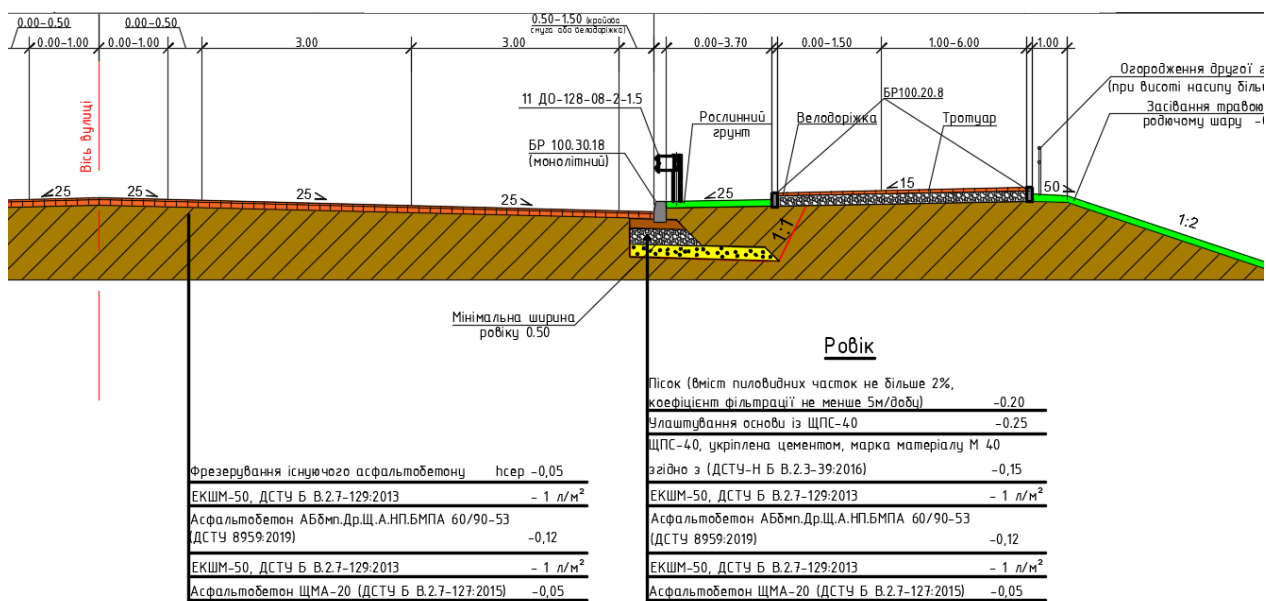 0.00-0.50
0.00-0.50
0.50-1.50 (крайова
смуга або велодоріжка)
0.00-1.00
0.00-1.00
3.00
3.00
0.00-3.70
0.00-1.50
1.00-6.00
1.00
Вісь вулиці
11 ДО-128-08-2-1.5
БР 100.30.18
(монолітний)
Рослинний
грунт
Велодоріжка
БР100.20.8
Тротуар
Огородження другої г
(при висоті насипу біль
Засівання травою
родючому шару -0
25
25
25
25
25
15
50
1:1
1:2
Мінімальна ширина
ровіку 0.50
Ровік
Пісок (вміст пиловидних часток не більше 2%,
коефіцієнт фільтрації не менше 5м/добу) -0.20
Улаштування основи із ЩПС-40 -0.25
ЩПС-40, укріплена цементом, марка матеріалу М 40
згідно з (ДСТУ-Н Б В.2.3-39:2016) -0,15
ЕКШМ-50, ДСТУ Б В.2.7-129:2013 - 1 л/м²
Асфальтобетон АБбмп.Др.Щ.А.НП.БМПА 60/90-53
(ДСТУ 8959:2019) -0,12
ЕКШМ-50, ДСТУ Б В.2.7-129:2013 - 1 л/м²
Асфальтобетон ЩМА-20 (ДСТУ Б В.2.7-127:2015) -0,05
Фрезерування існуючого асфальтобетону hсер -0,05
ЕКШМ-50, ДСТУ Б В.2.7-129:2013 - 1 л/м²
Асфальтобетон АБбмп.Др.Щ.А.НП.БМПА 60/90-53
(ДСТУ 8959:2019) -0,12
ЕКШМ-50, ДСТУ Б В.2.7-129:2013 - 1 л/м²
Асфальтобетон ЩМА-20 (ДСТУ Б В.2.7-127:2015) -0,05